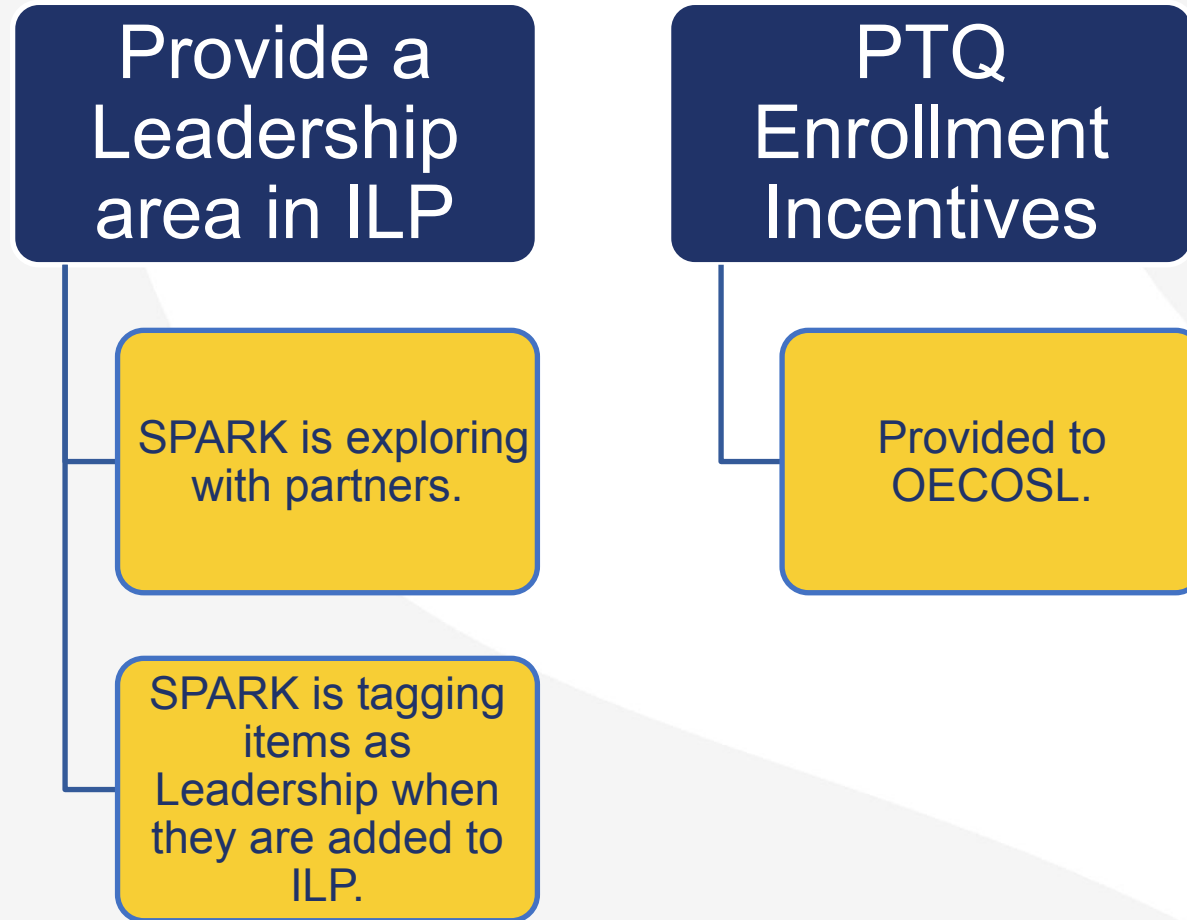 Provide a
Leadership
area in ILP
SPARK is exploring
with partners.
SPARK is tagging
items as
Leadership when
they are added to
ILP.
PTQ
Enrollment
Incentives
Provided to
OECOSL.